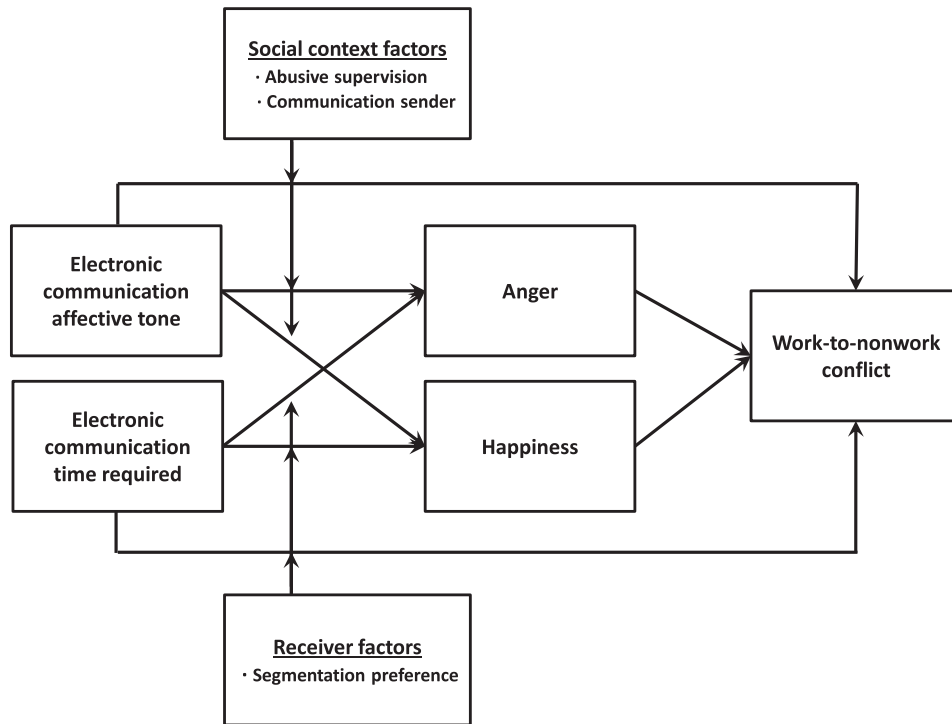 Social context factors
· Abusive supervision
· Communication sender
Electronic
communication
affective tone
Anger
Work-to-nonwork
conflict
Electronic
communication
time required
Happiness
Receiver factors
· Segmentation preference